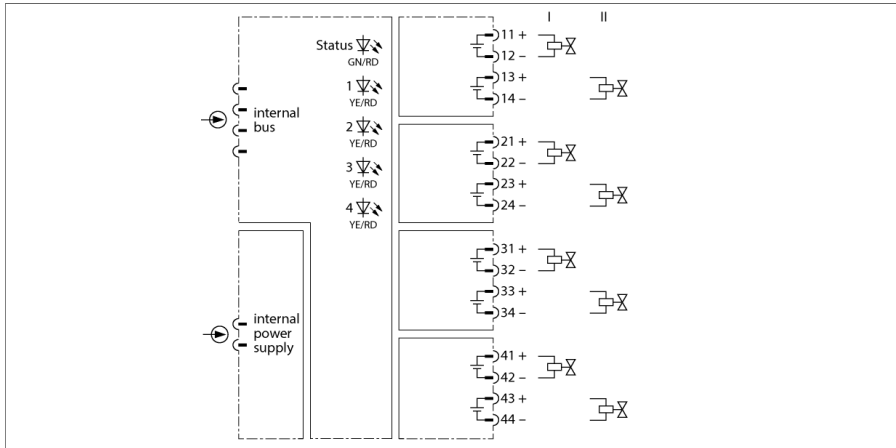 I II
Status
GN/RD
1
YE/RD
2
YE/RD
3
YE/RD
4
YE/RD
internal
bus
internal
power
supply
11 +
12 –
13 +
14 –
21 +
22 –
23 +
24 –
31 +
32 –
33 +
34 –
41 +
42 –
43 +
44 –